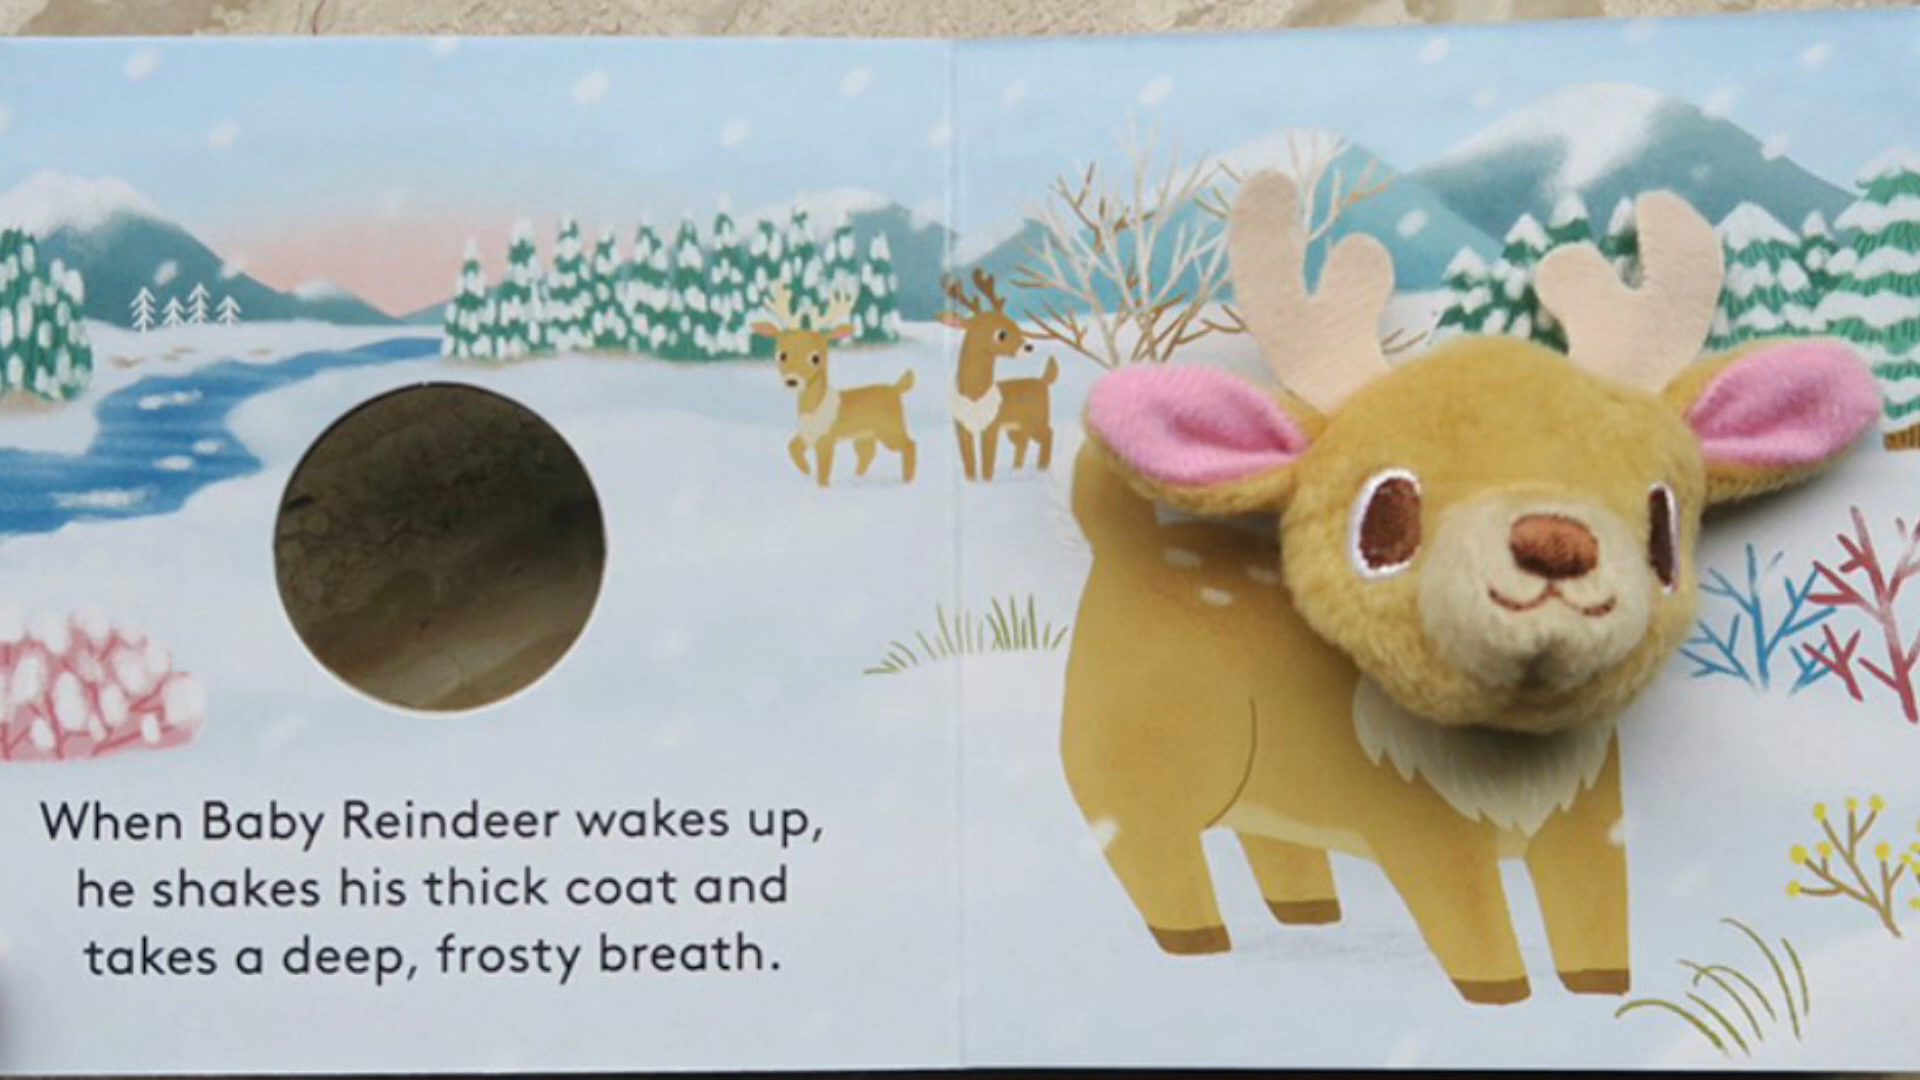 When Baby Reindeer wakes up,
he shakes his thick coat and
takes a deep, frosty breath.